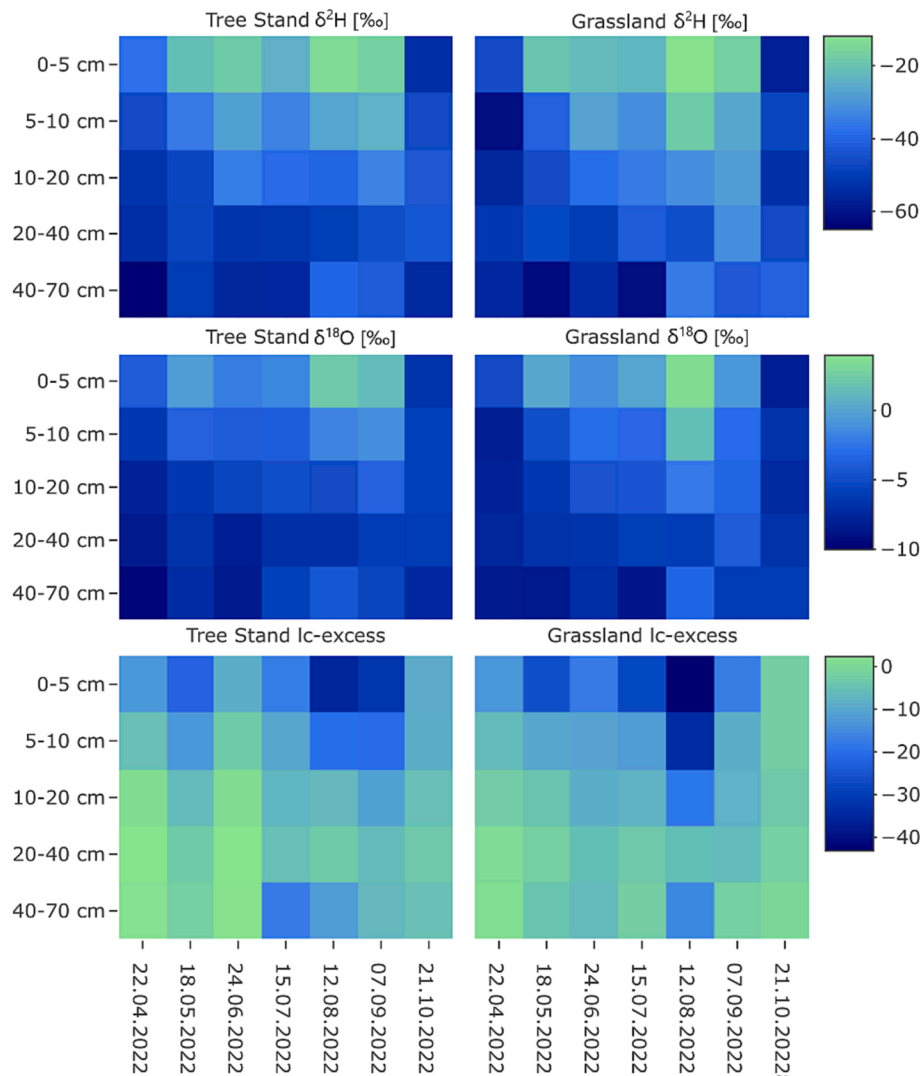 Tree Stand δ²H [‰]
Grassland δ²H [‰]
0-5 cm
5-10 cm
10-20 cm
20-40 cm
40-70 cm
−20
−40
−60
Tree Stand δ¹⁸O [‰]
Grassland δ¹⁸O [‰]
0-5 cm
5-10 cm
10-20 cm
20-40 cm
40-70 cm
0
−5
−10
Tree Stand lc-excess
Grassland lc-excess
0-5 cm
5-10 cm
10-20 cm
20-40 cm
40-70 cm
0
−10
−20
−30
−40
22.04.2022
18.05.2022
24.06.2022
15.07.2022
12.08.2022
07.09.2022
21.10.2022
22.04.2022
18.05.2022
24.06.2022
15.07.2022
12.08.2022
07.09.2022
21.10.2022